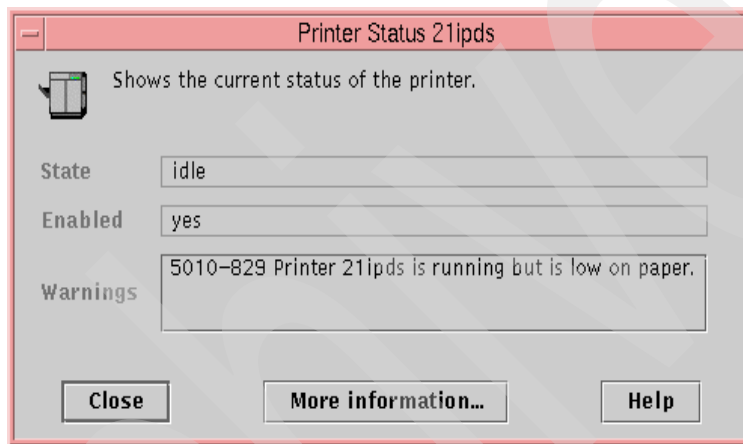 Printer Status 21ipds
Shows the current status of the printer.
State idle
Enabled yes
Warnings 5010-829 Printer 21ipds is running but is low on paper.
Close More information... Help